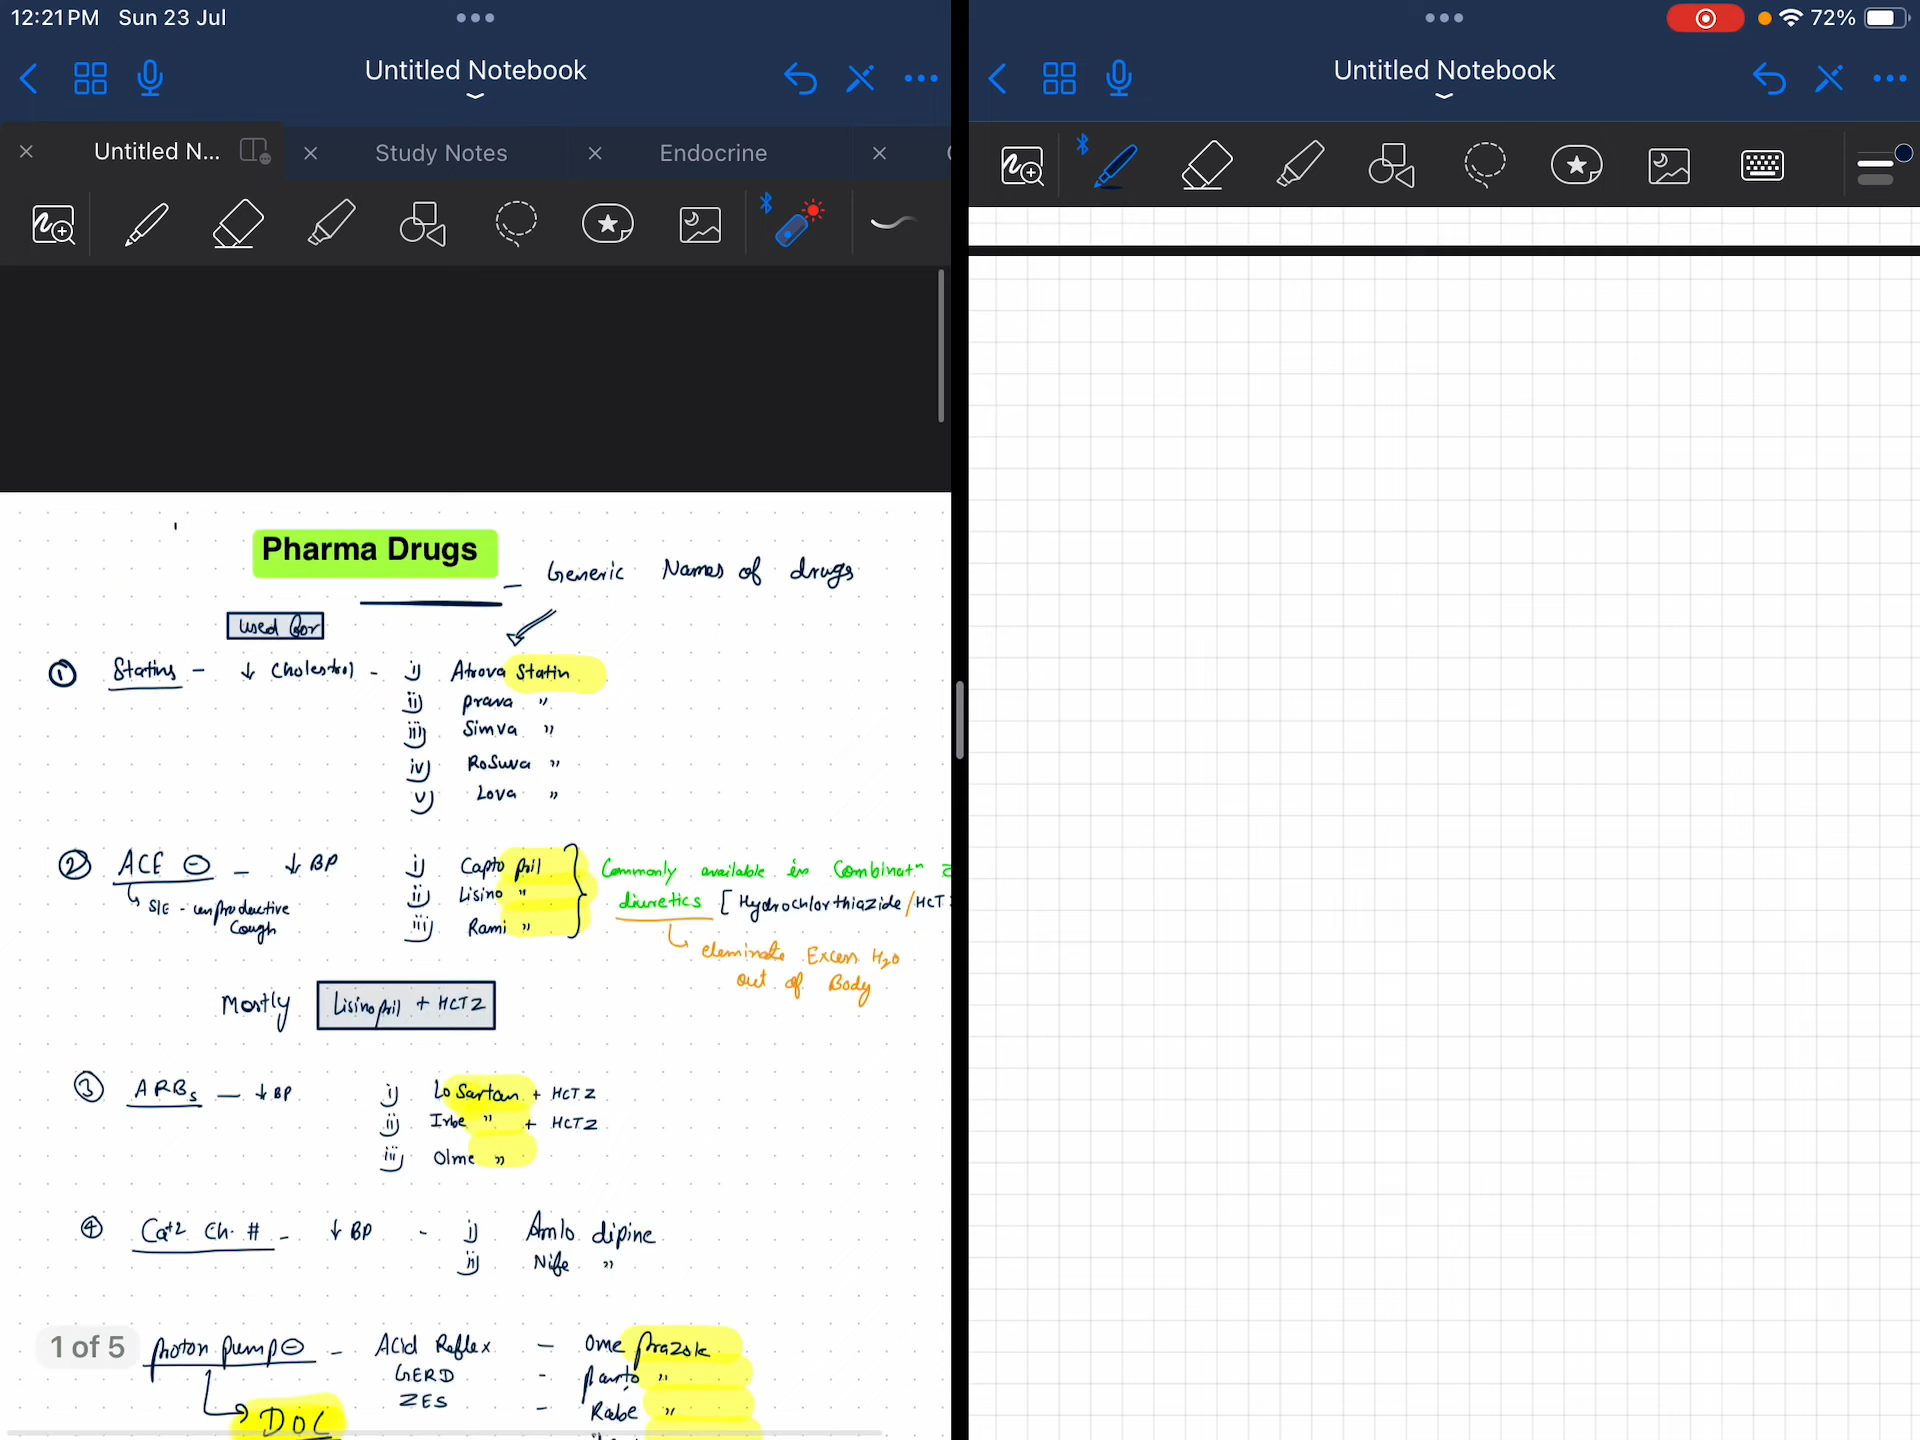 12:21 PM Sun 23 Jul
72%
Untitled Notebook
Untitled Notebook
Untitled N...
Study Notes
Endocrine
Pharma Drugs
Generic Names of drugs
Used for
① Statins - ↓ Cholestrol - i) Atrova Statin
ii) prava "
iii) Simva "
iv) Rosuva "
v) Lova "
② ACE ⊖ - ↓ BP i) Capto pril
ii) Lisino "
iii) Rami "
S/E - unproductive
Cough
Commonly available in Combinatⁿ
diuretics [Hydrochlorthiazide/HCT
eleminate Excess H₂O
out of Body
Mostly Lisinopril + HCTZ
③ ARBs - ↓ BP i) Lo Sartan + HCTZ
ii) Irbe " + HCTZ
iii) Olme "
④ Ca+2 Ch. # - ↓ BP - i) Amlo dipine
ii) Nife "
1 of 5
proton pump ⊖ - Acid Reflex - Ome prazole
GERD - panto "
ZES - Rabe "
DOC